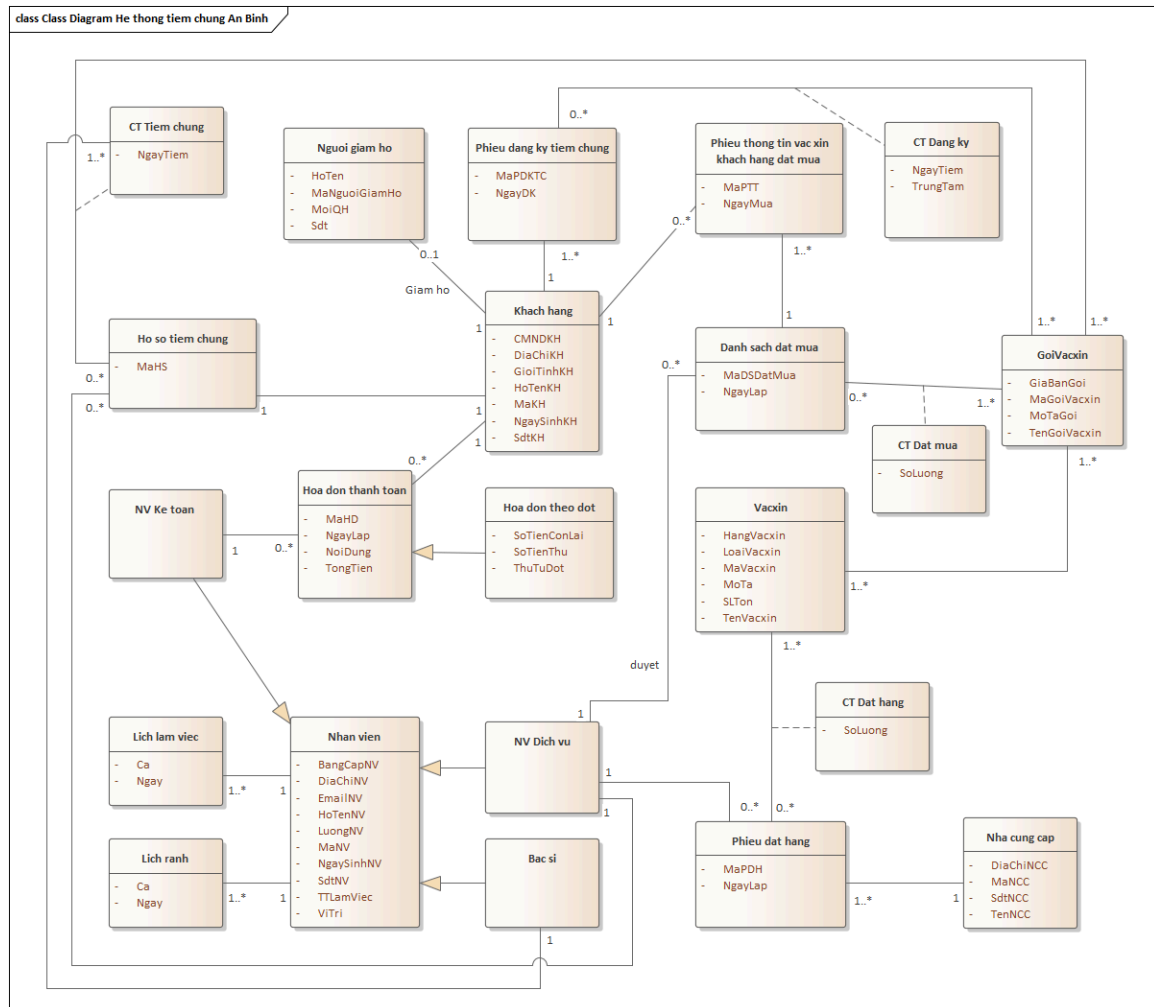 class Class Diagram He thong tiem chung An Binh
CT Tiem chung
- NgayTiem
Nguoi giam ho
- HoTen
- MaNguoiGiamHo
- MoiQH
- Sdt
Phieu dang ky tiem chung
- MaPDKTC
- NgayDK
Phieu thong tin vac xin
khach hang dat mua
- MaPTT
- NgayMua
CT Dang ky
- NgayTiem
- TrungTam
1..*
0..*
0..*
0..1
Giam ho
1
1..*
1
1
1..*
1
1..*
1..*
Ho so tiem chung
- MaHS
0..*
0..*
1
1
Khach hang
- CMNDKH
- DiaChiKH
- GioiTinhKH
- HoTenKH
- MaKH
- NgaySinhKH
- SdtKH
Danh sach dat mua
- MaDSDatMua
- NgayLap
0..*
0..*
1..*
GoiVacxin
- GiaBanGoi
- MaGoiVacxin
- MoTaGoi
- TenGoiVacxin
1..*
CT Dat mua
- SoLuong
1
0..*
NV Ke toan
1
0..*
Hoa don thanh toan
- MaHD
- NgayLap
- NoiDung
- TongTien
Hoa don theo dot
- SoTienConLai
- SoTienThu
- ThuTuDot
Vacxin
- HangVacxin
- LoaiVacxin
- MaVacxin
- MoTa
- SLTon
- TenVacxin
1..*
1..*
duyet
CT Dat hang
- SoLuong
Lich lam viec
- Ca
- Ngay
1..*
1
Nhan vien
- BangCapNV
- DiaChiNV
- EmailNV
- HoTenNV
- LuongNV
- MaNV
- NgaySinhNV
- SdtNV
- TTLamViec
- ViTri
NV Dich vu
1
1
1
0..*
0..*
Lich ranh
- Ca
- Ngay
1..*
1
Bac si
1
Phieu dat hang
- MaPDH
- NgayLap
1..*
1
Nha cung cap
- DiaChiNCC
- MaNCC
- SdtNCC
- TenNCC